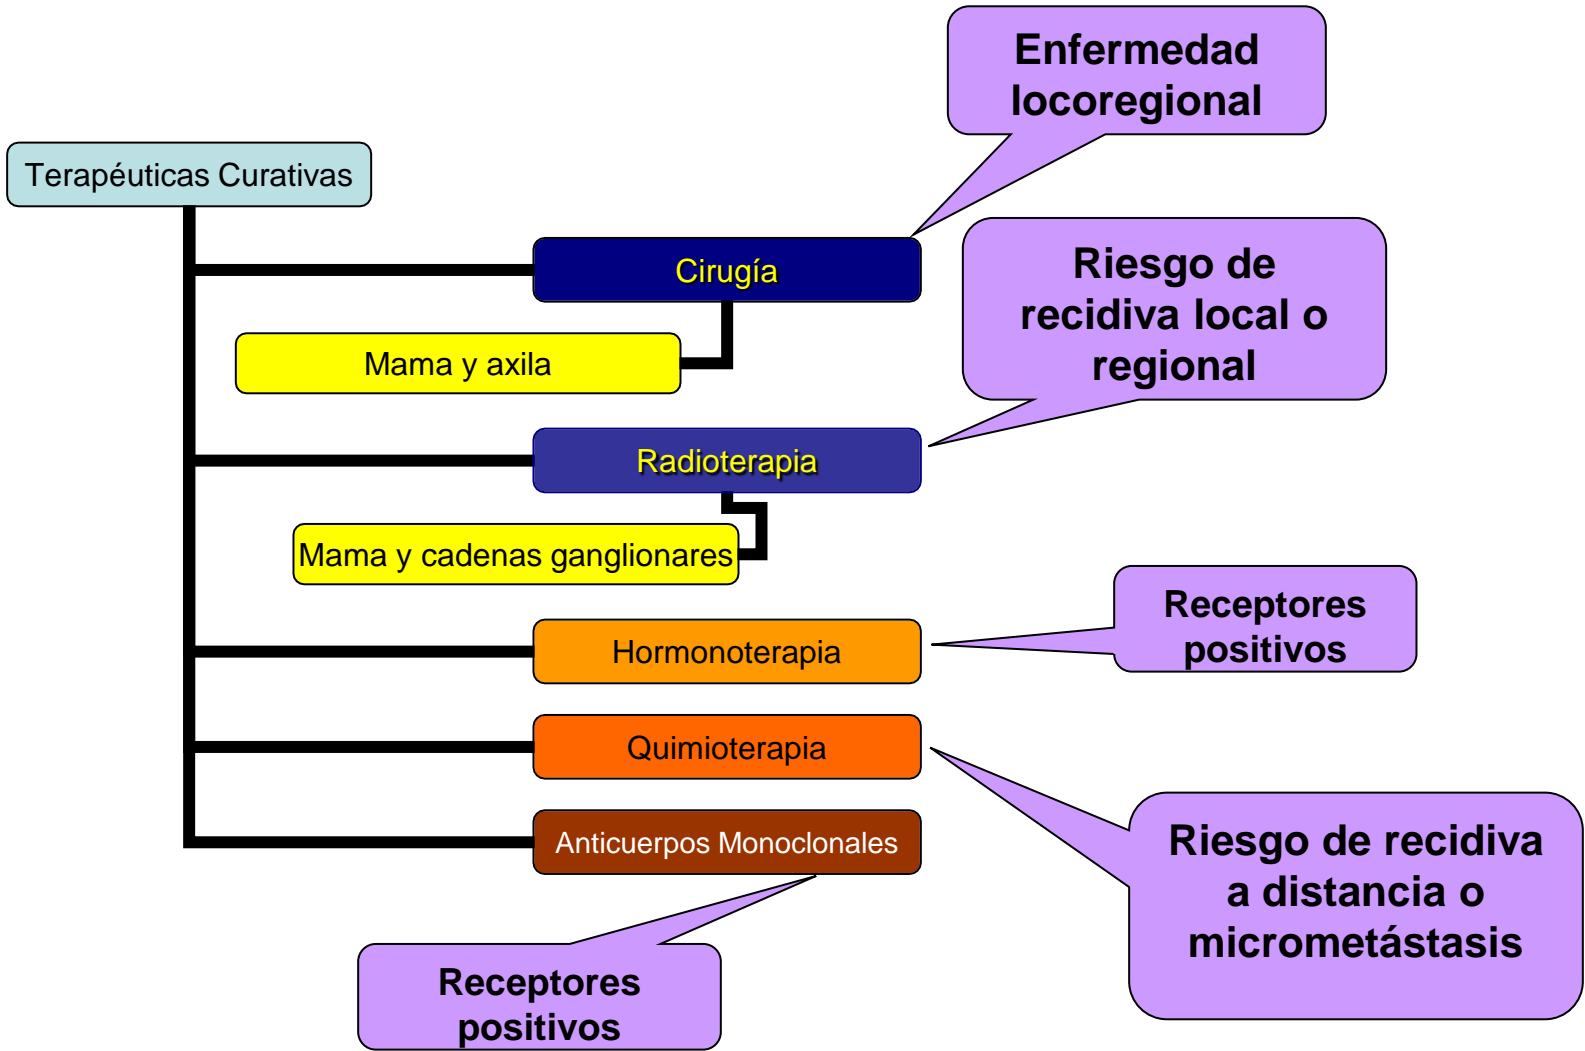 Enfermedad
locoregional
Terapéuticas Curativas
Cirugía
Riesgo de
recidiva local o
regional
Mama y axila
Radioterapia
Mama y cadenas ganglionares
Receptores
positivos
Hormonoterapia
Quimioterapia
Anticuerpos Monoclonales
Riesgo de recidiva
a distancia o
micrometástasis
Receptores
positivos